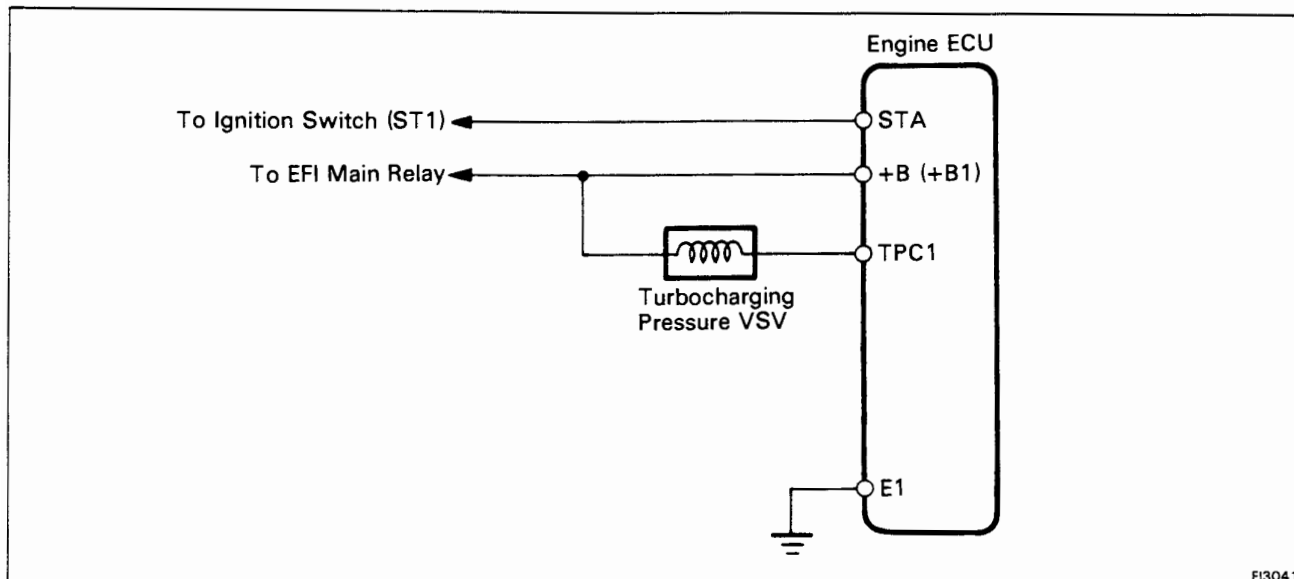 Engine ECU
To Ignition Switch (ST1)
STA
To EFI Main Relay
+B (+B1)
TPC1
Turbocharging
Pressure VSV
E1